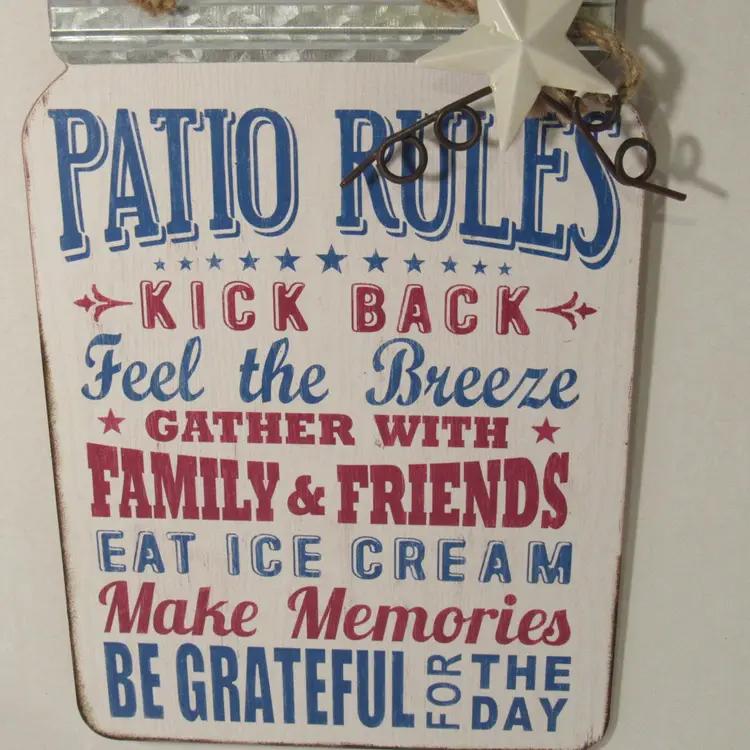 PATIO RULES
KICK BACK
Feel the Breeze
GATHER WITH
FAMILY & FRIENDS
EAT ICE CREAM
Make Memories
BE GRATEFUL FOR THE DAY